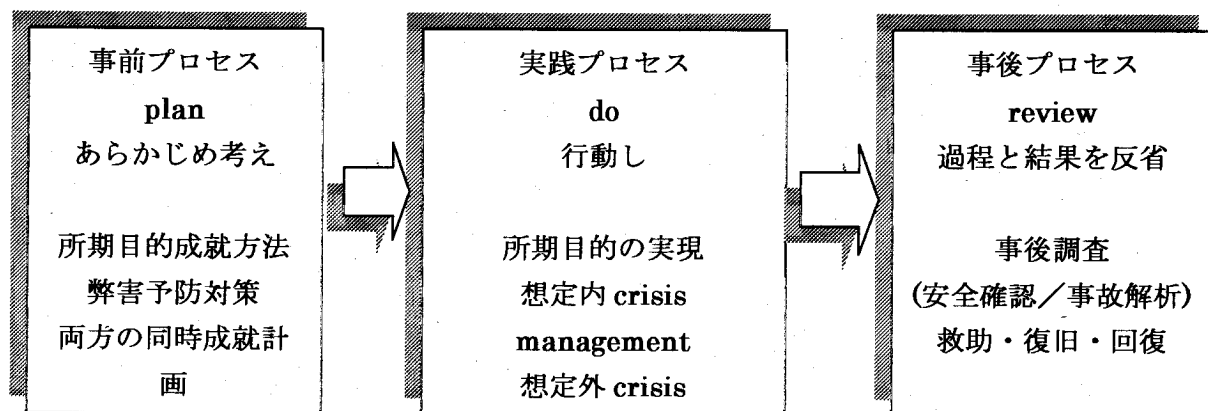 事前プロセス
plan
あらかじめ考え
所期目的成就方法
弊害予防対策
両方の同時成就計
画
実践プロセス
do
行動し
所期目的の実現
想定内 crisis
management
想定外 crisis
事後プロセス
review
過程と結果を反省
事後調査
(安全確認／事故解析)
救助・復旧・回復